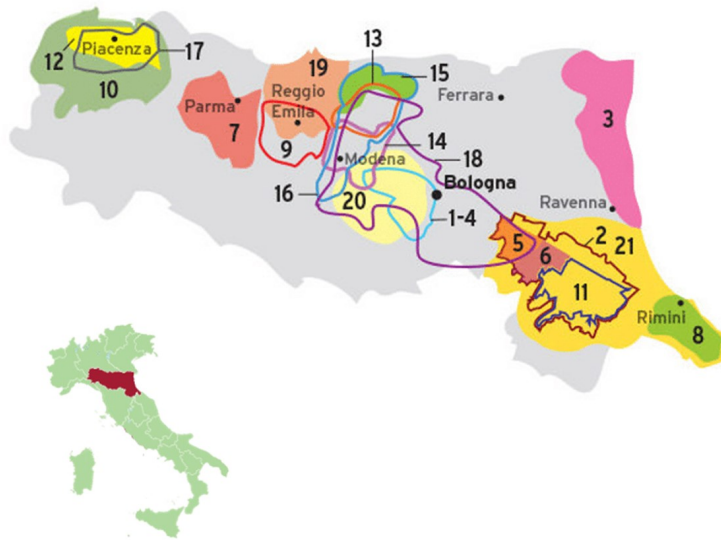 13
19
15
12
Piacenza
17
10
Reggio
Emilia
Parma
7
9
Ferrara
3
14
18
Modena
16
20
Bologna
1-4
Ravenna
5
6
2
21
11
Rimini
8